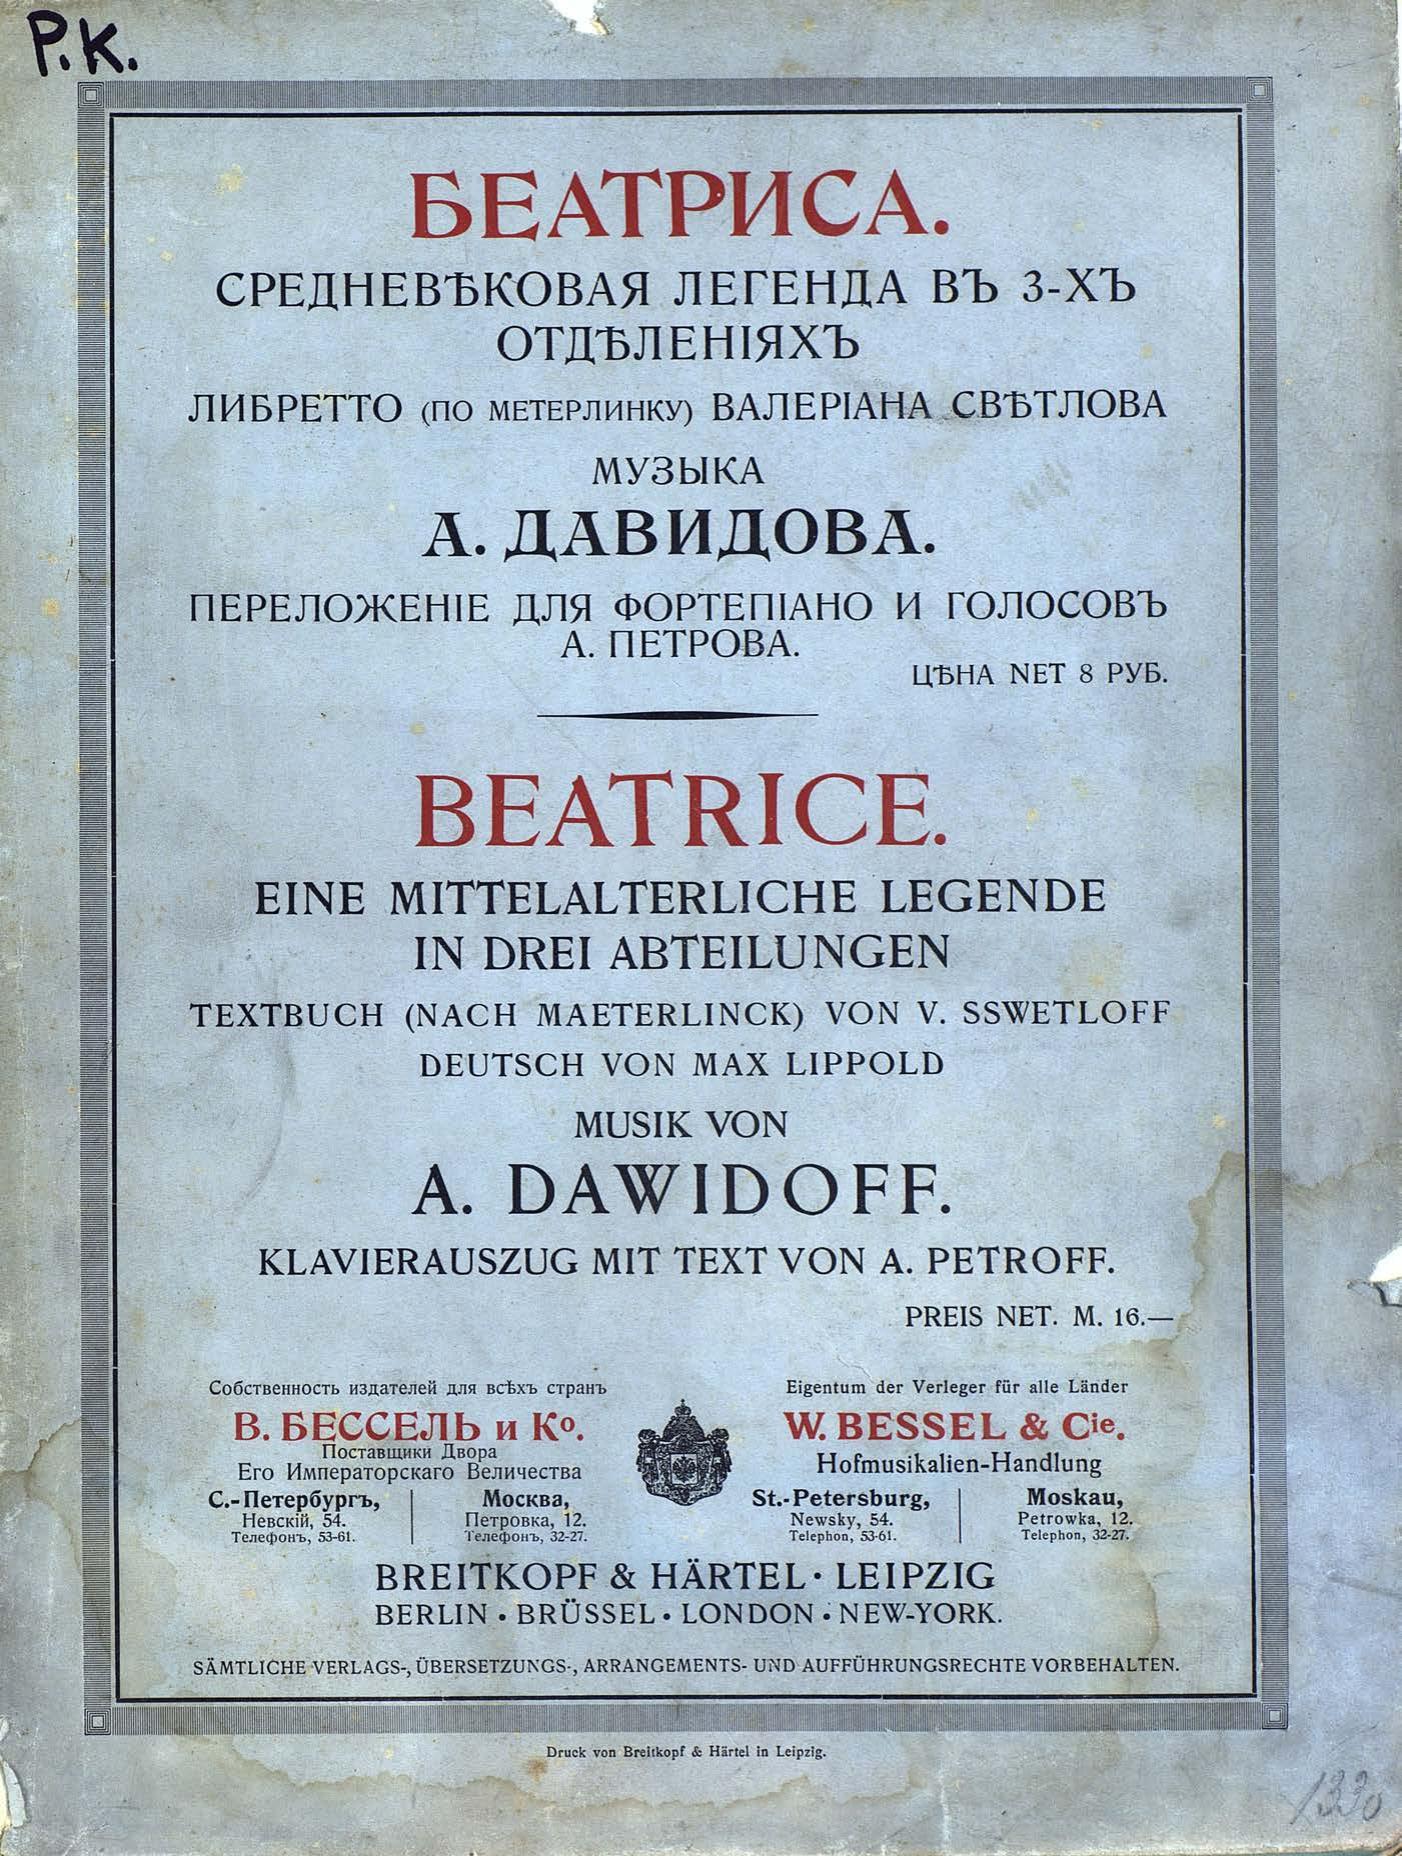 Р.К.
БЕАТРИСА.
СРЕДНЕВѢКОВАЯ ЛЕГЕНДА ВЪ 3-ХЪ
ОТДѢЛЕНІЯХЪ
ЛИБРЕТТО (ПО МЕТЕРЛИНКУ) ВАЛЕРІАНА СВѢТЛОВА
МУЗЫКА
А. ДАВИДОВА.
ПЕРЕЛОЖЕНІЕ ДЛЯ ФОРТЕПІАНО И ГОЛОСОВЪ
А. ПЕТРОВА.
ЦѢНА NET 8 РУБ.
BEATRICE.
EINE MITTELALTERLICHE LEGENDE
IN DREI ABTEILUNGEN
TEXTBUCH (NACH MAETERLINCK) VON V. SSWETLOFF
DEUTSCH VON MAX LIPPOLD
MUSIK VON
A. DAWIDOFF.
KLAVIERAUSZUG MIT TEXT VON A. PETROFF.
PREIS NET. M. 16.—
Собственность издателей для всѣхъ странъ
В. БЕССЕЛЬ и Ко.
Поставщики Двора
Его Императорскаго Величества
С.-Петербургъ, Москва,
Невскій, 54. Петровка, 12.
Телефонъ, 53-61. Телефонъ, 32-27.
Eigentum der Verleger für alle Länder
W. BESSEL & Cie.
Hofmusikalien-Handlung
St.-Petersburg, Moskau,
Newsky, 54. Petrowka, 12.
Telephon, 53-61. Telephon, 32-27.
BREITKOPF & HÄRTEL · LEIPZIG
BERLIN · BRÜSSEL · LONDON · NEW-YORK.
SÄMTLICHE VERLAGS-, ÜBERSETZUNGS-, ARRANGEMENTS- UND AUFFÜHRUNGSRECHTE VORBEHALTEN.
Druck von Breitkopf & Härtel in Leipzig.
1330